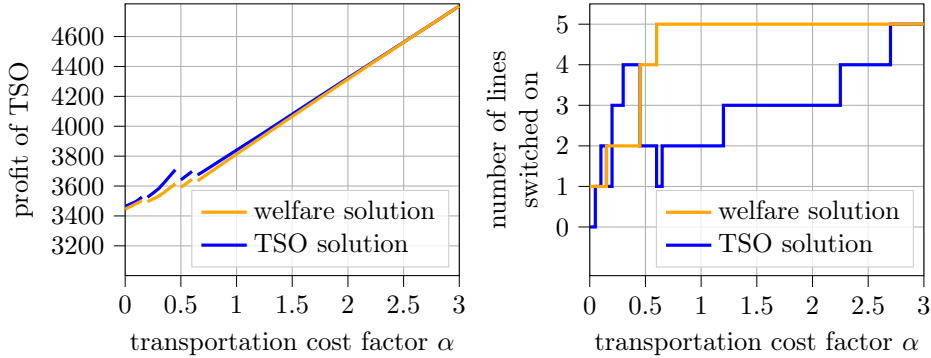 profit of TSO
4600
4400
4200
4000
3800
3600
3400
3200
welfare solution
TSO solution
0 0.5 1 1.5 2 2.5 3
transportation cost factor α
number of lines
switched on
5
4
3
2
1
0
welfare solution
TSO solution
0 0.5 1 1.5 2 2.5 3
transportation cost factor α